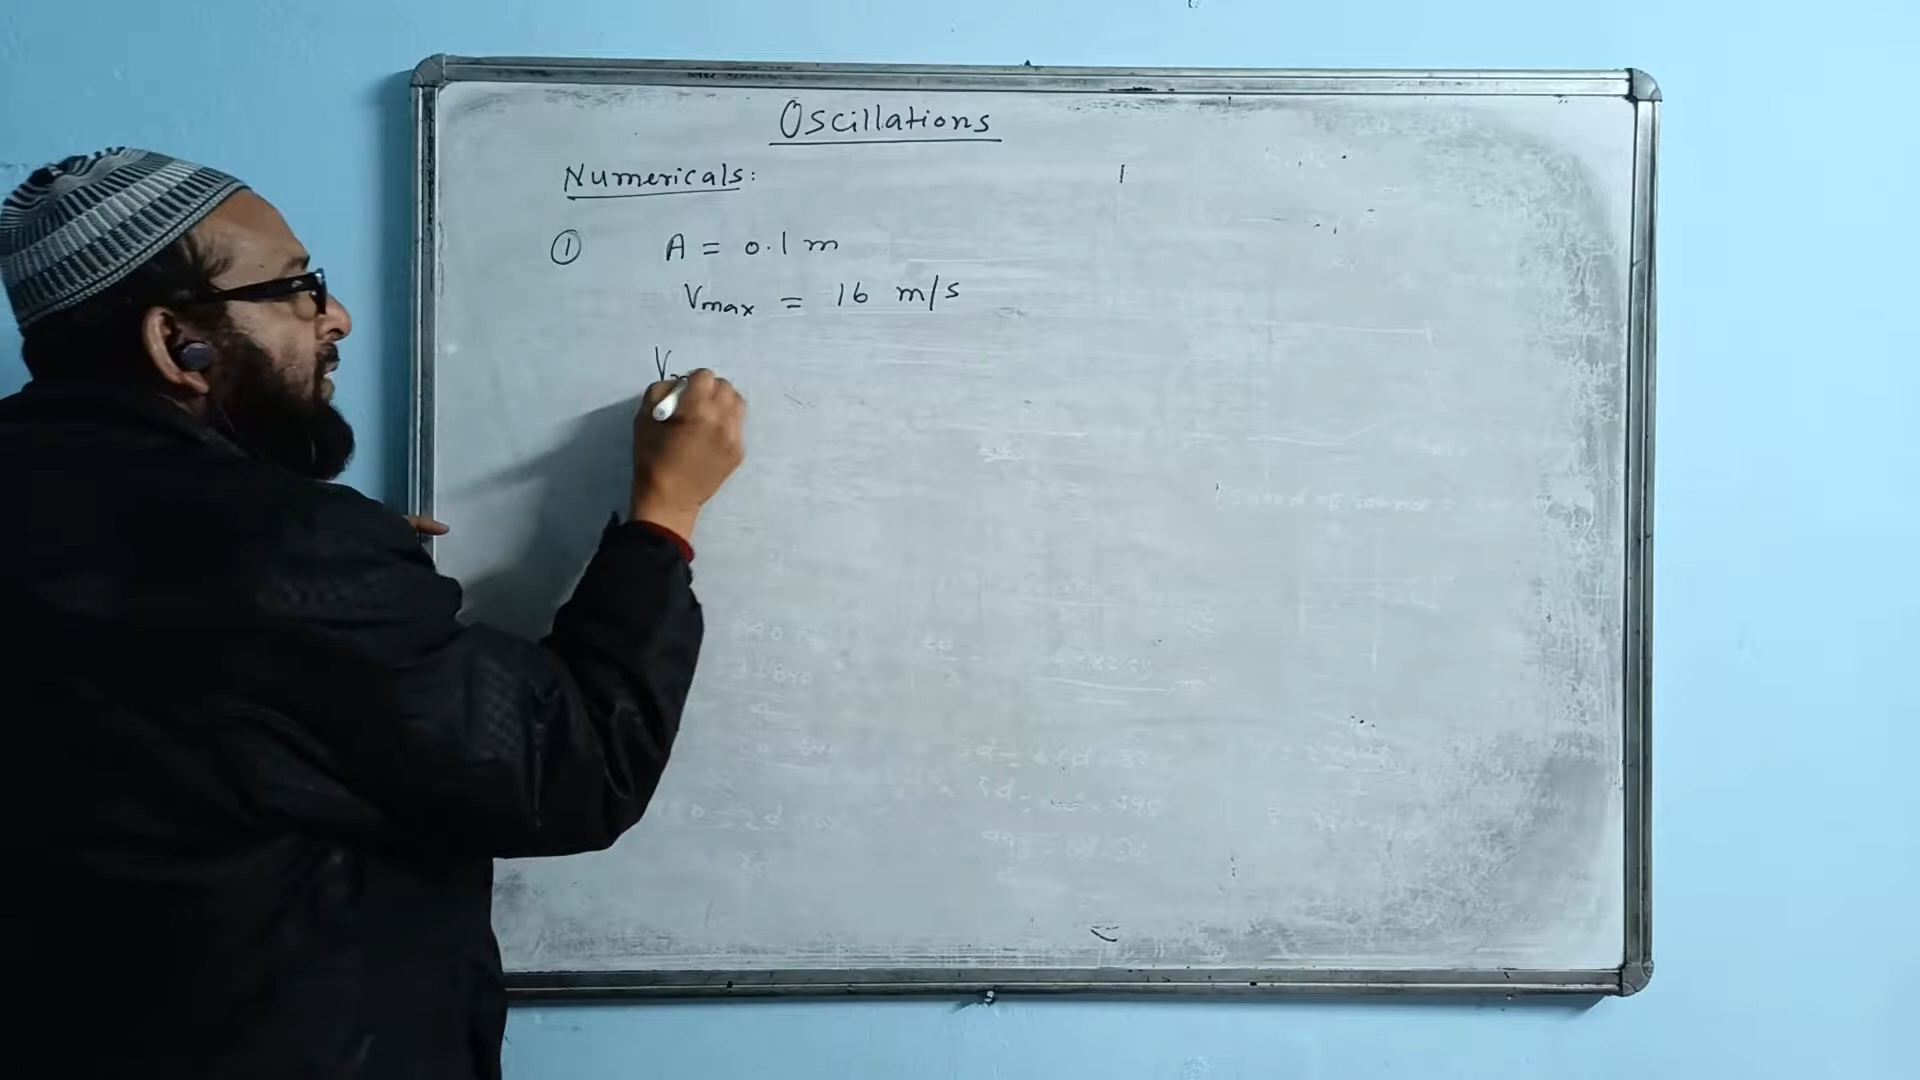 Oscillations
Numericals:
① A = 0.1 m
Vmax = 16 m/s
V